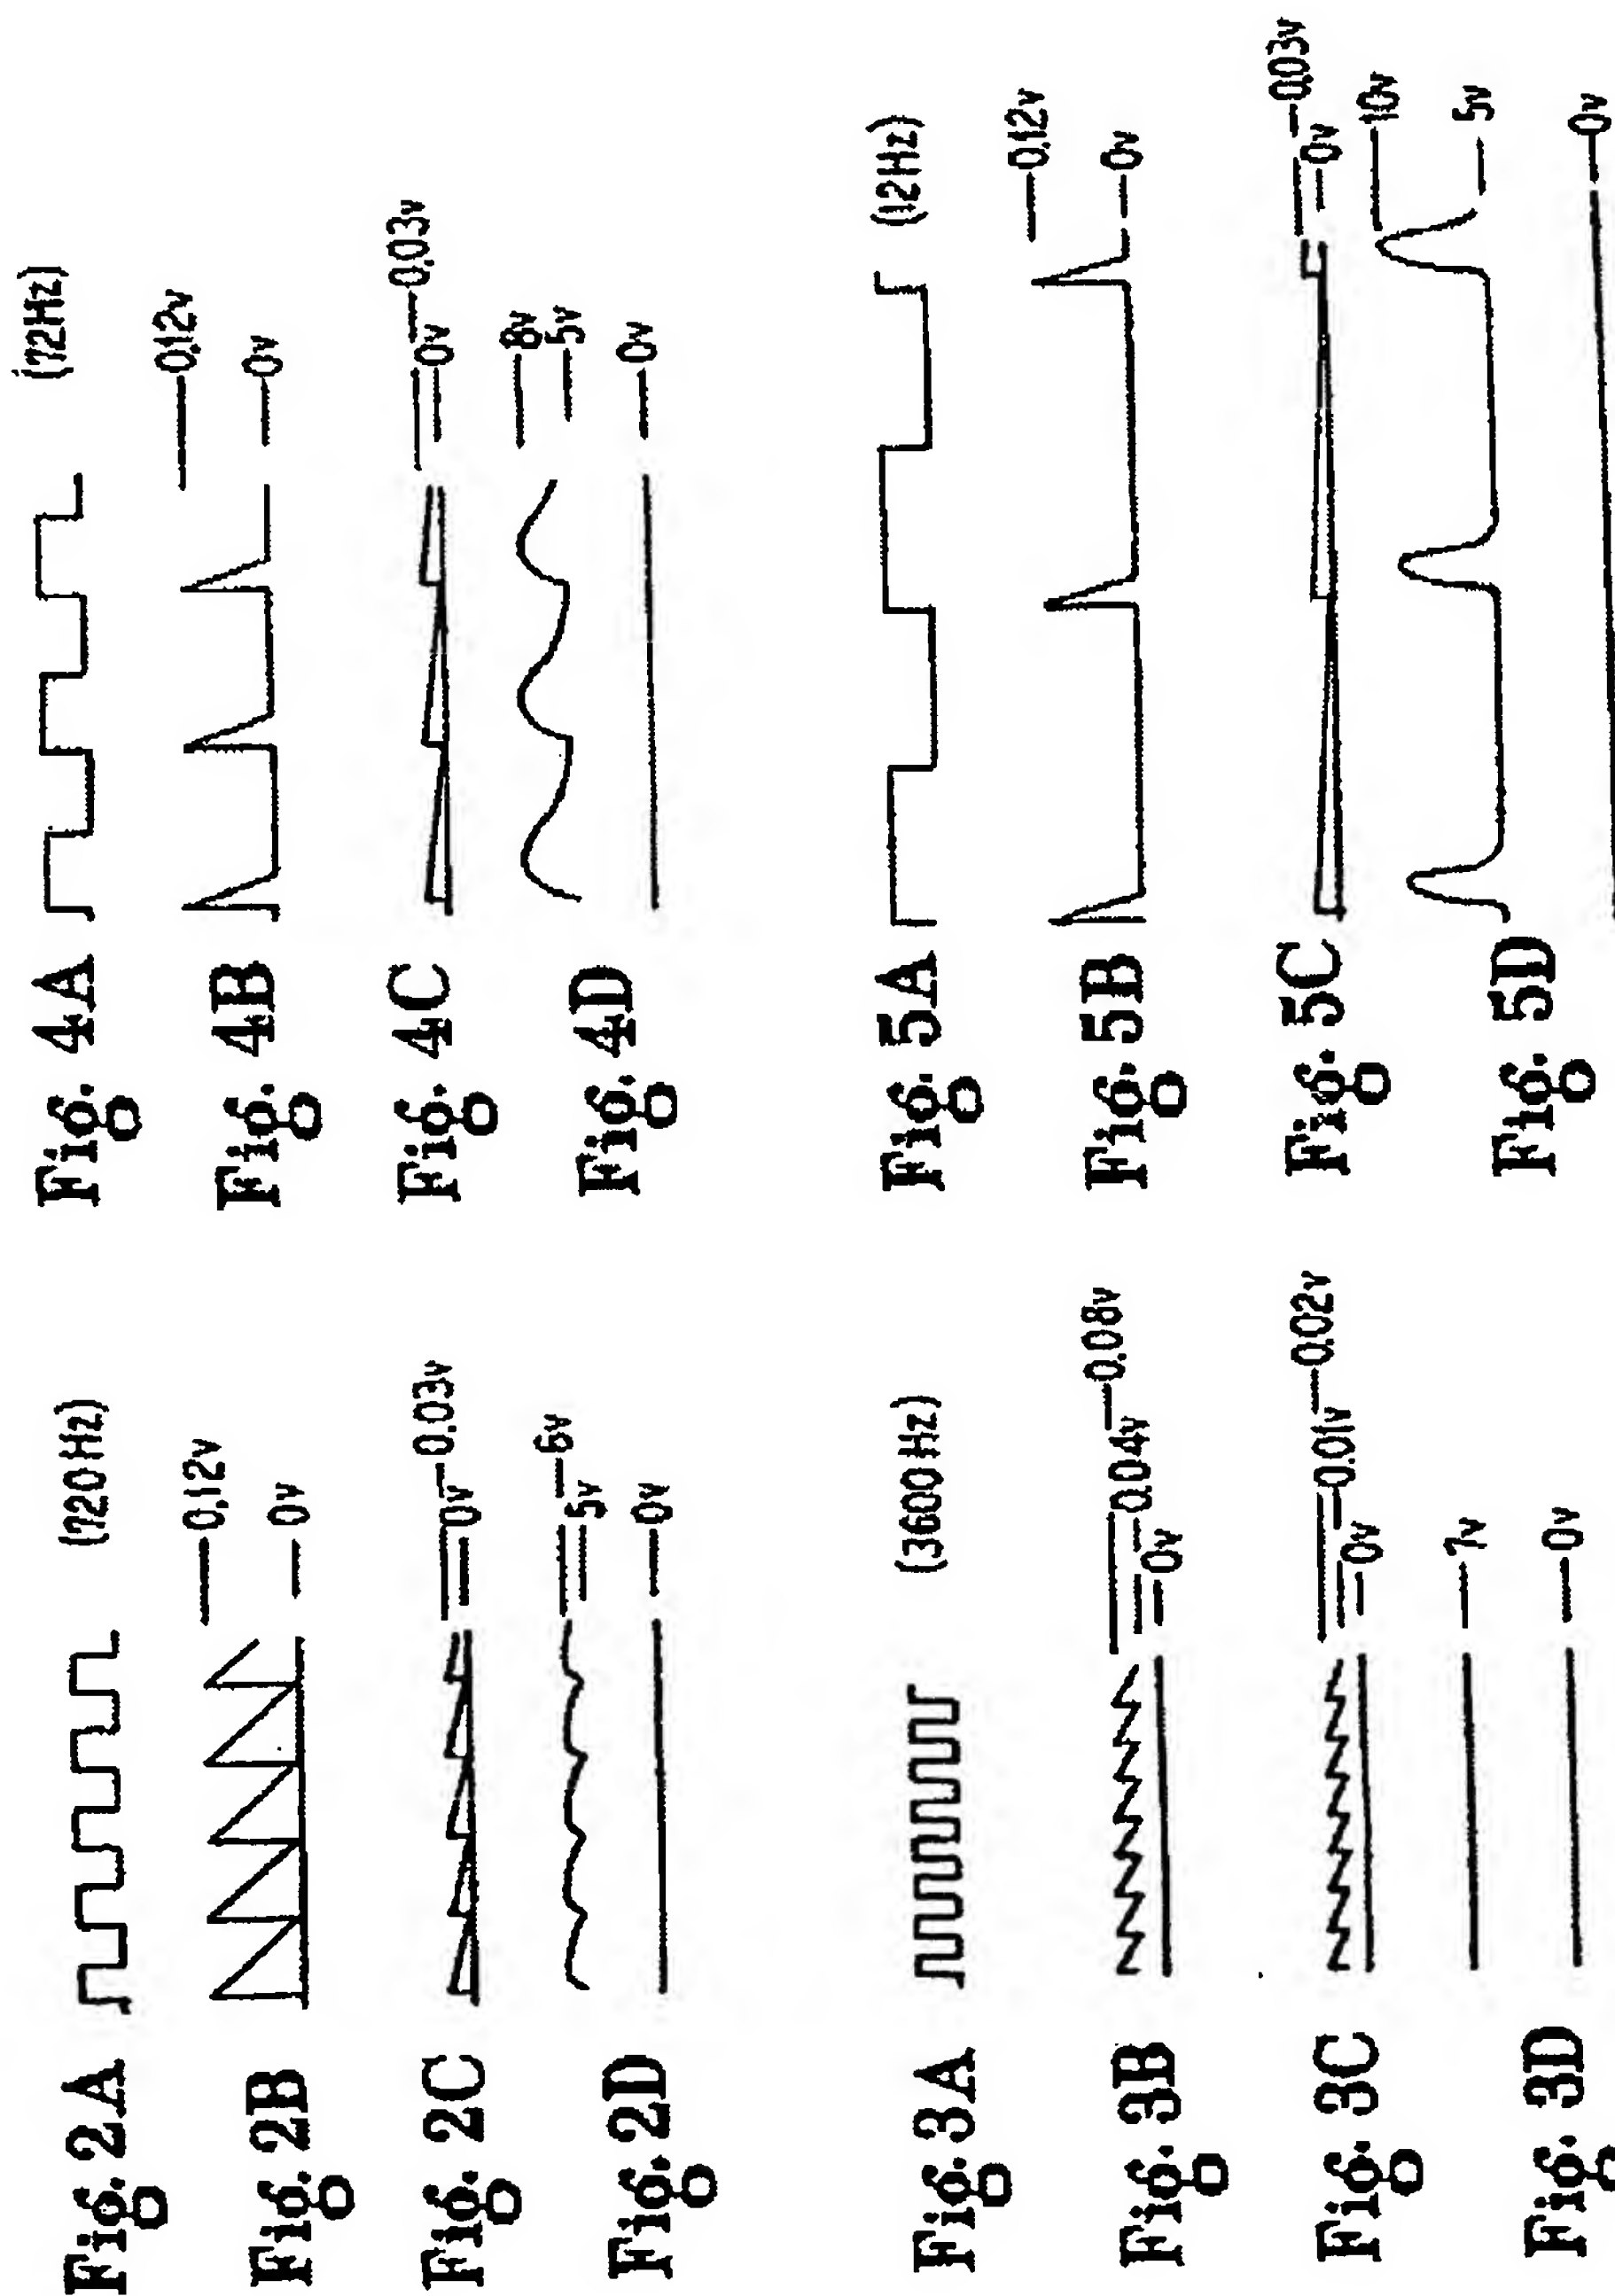 Fig. 2A
(720 Hz)
Fig. 2B
0.12v
0v
Fig. 2C
0.03v
0v
Fig. 2D
6v
5v
0v
Fig. 3A
(3600 Hz)
Fig. 3B
0.08v
0.04v
0v
Fig. 3C
0.02v
0.01v
0v
Fig. 3D
7v
0v
Fig. 4A
(72Hz)
Fig. 4B
0.12v
0v
Fig. 4C
0.03v
0v
Fig. 4D
8v
5v
0v
Fig. 5A
(12Hz)
Fig. 5B
0.12v
0v
Fig. 5C
0.03v
0v
Fig. 5D
10v
5v
0v